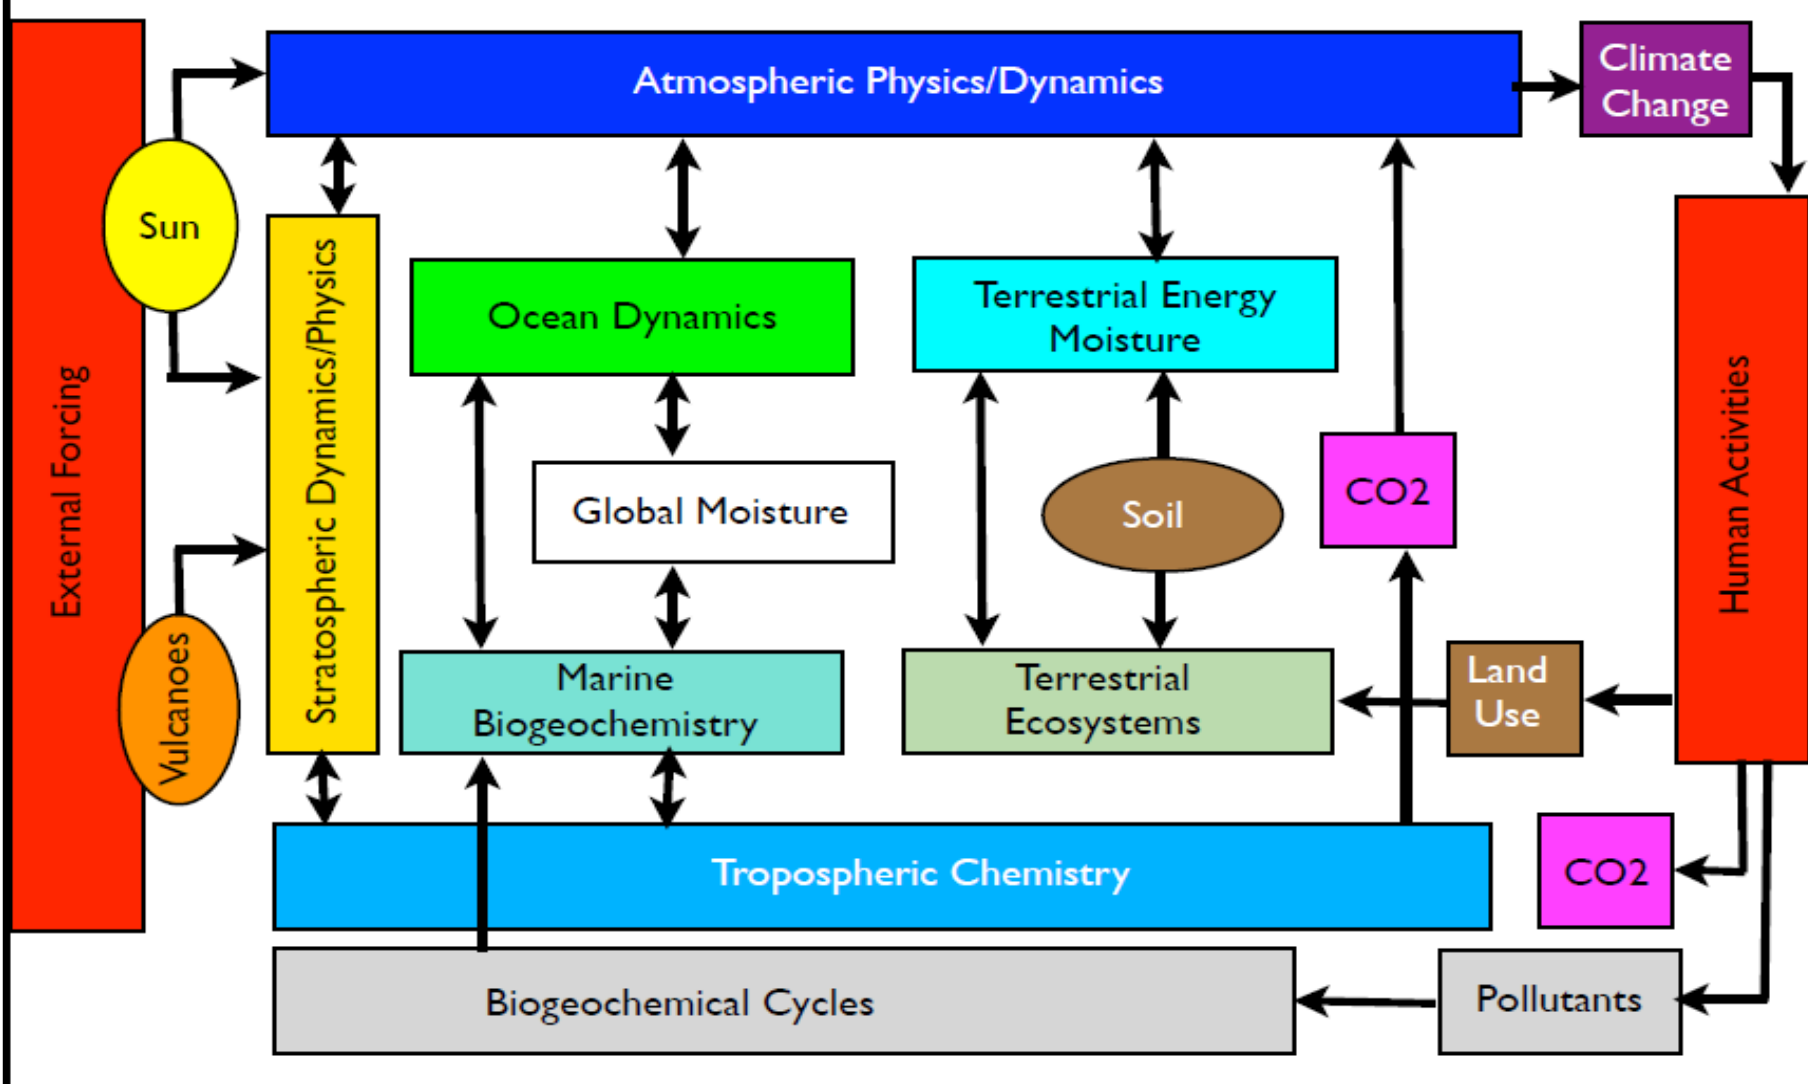 Atmospheric Physics/Dynamics
Climate
Change
Sun
External Forcing
Vulcanoes
Stratospheric Dynamics/Physics
Ocean Dynamics
Terrestrial Energy
Moisture
Global Moisture
Soil
CO2
Human Activities
Marine
Biogeochemistry
Terrestrial
Ecosystems
Land
Use
Tropospheric Chemistry
CO2
Biogeochemical Cycles
Pollutants